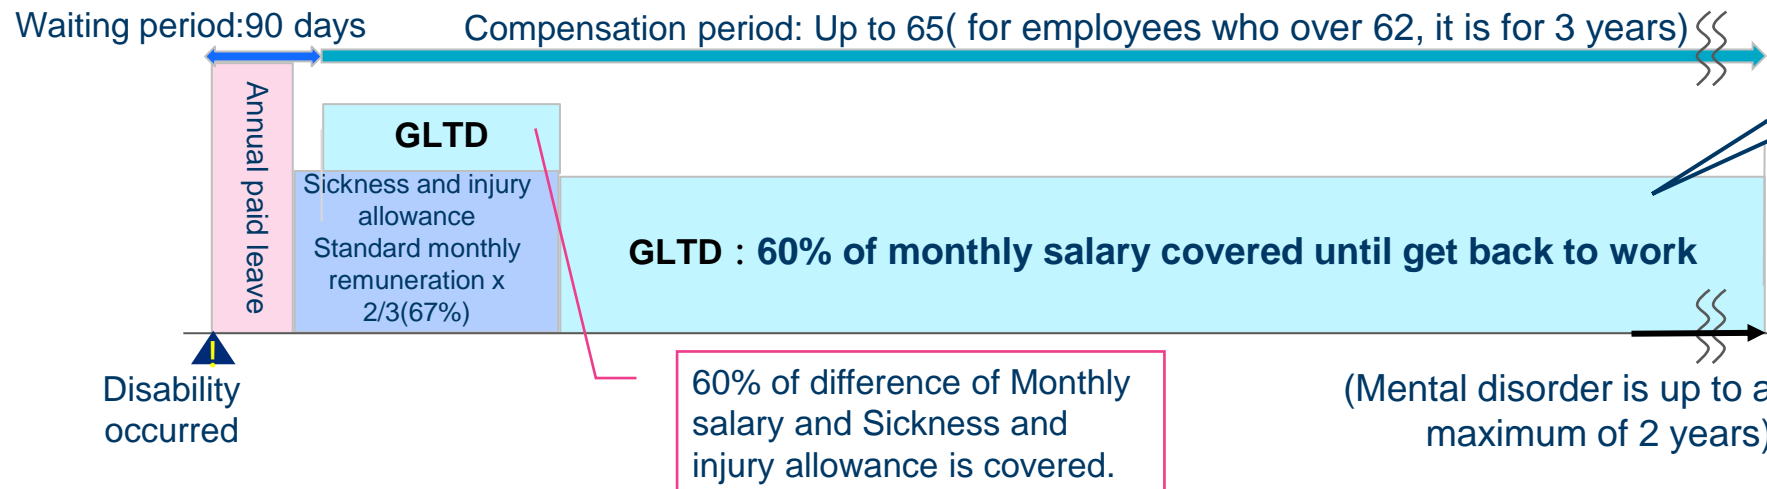 Waiting period:90 days
Compensation period: Up to 65( for employees who over 62, it is for 3 years)
Annual paid leave
GLTD
Sickness and injury
allowance
Standard monthly
remuneration x
2/3(67%)
GLTD：60% of monthly salary covered until get back to work
!
Disability
occurred
60% of difference of Monthly
salary and Sickness and
injury allowance is covered.
(Mental disorder is up to a
maximum of 2 years)